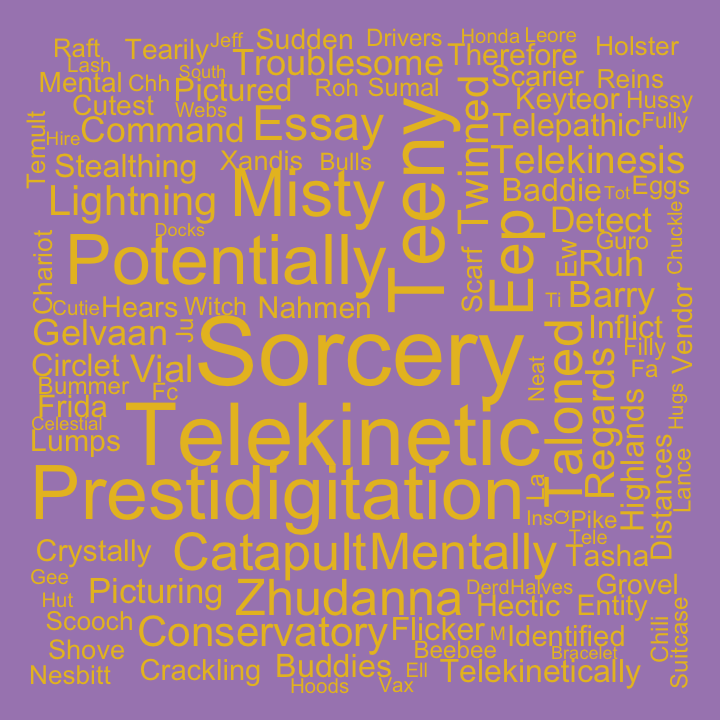 Raft
Tearily
Jeff
Sudden
Drivers
Honda
Leore
Holster
Lash
South
Troublesome
Therefore
Mental
Chh
Pictured
Roh
Sumal
Scarier
Reins
Cutest
Webs
Keyteor
Hussy
Temult
Hire
Command
Essay
Teeny
Twinned
Telepathic
Fully
Stealthing
Xandis
Bulls
Telekinesis
Lightning
Misty
Baddie
Tot
Eggs
Docks
Eep
Detect
Chuckle
Chariot
Potentially
Scarf
Ew
Guro
Ruh
Cutie
Hears
Witch
Nahmen
Ti
Barry
Vendor
Gelvaan
Ju
Sorcery
Taloned
Inflict
Filly
Circlet
Vial
Neat
Regards
Fa
Bummer
Fc
Hugs
Frida
Celestial
Telekinetic
Highlands
Lumps
Distances
Lance
Prestidigitation
La
Ins
Pike
Tele
Crystally
Catapult
Mentally
Tasha
Gee
Picturing
Zhudanna
Derd
Halves
Grovel
Hut
Hectic
Entity
Scooch
Conservatory
Flicker
M
Identified
Chili
Suitcase
Shove
Beebee
Bracelet
Nesbitt
Crackling
Buddies
Ell
Telekinetically
Hoods
Vax